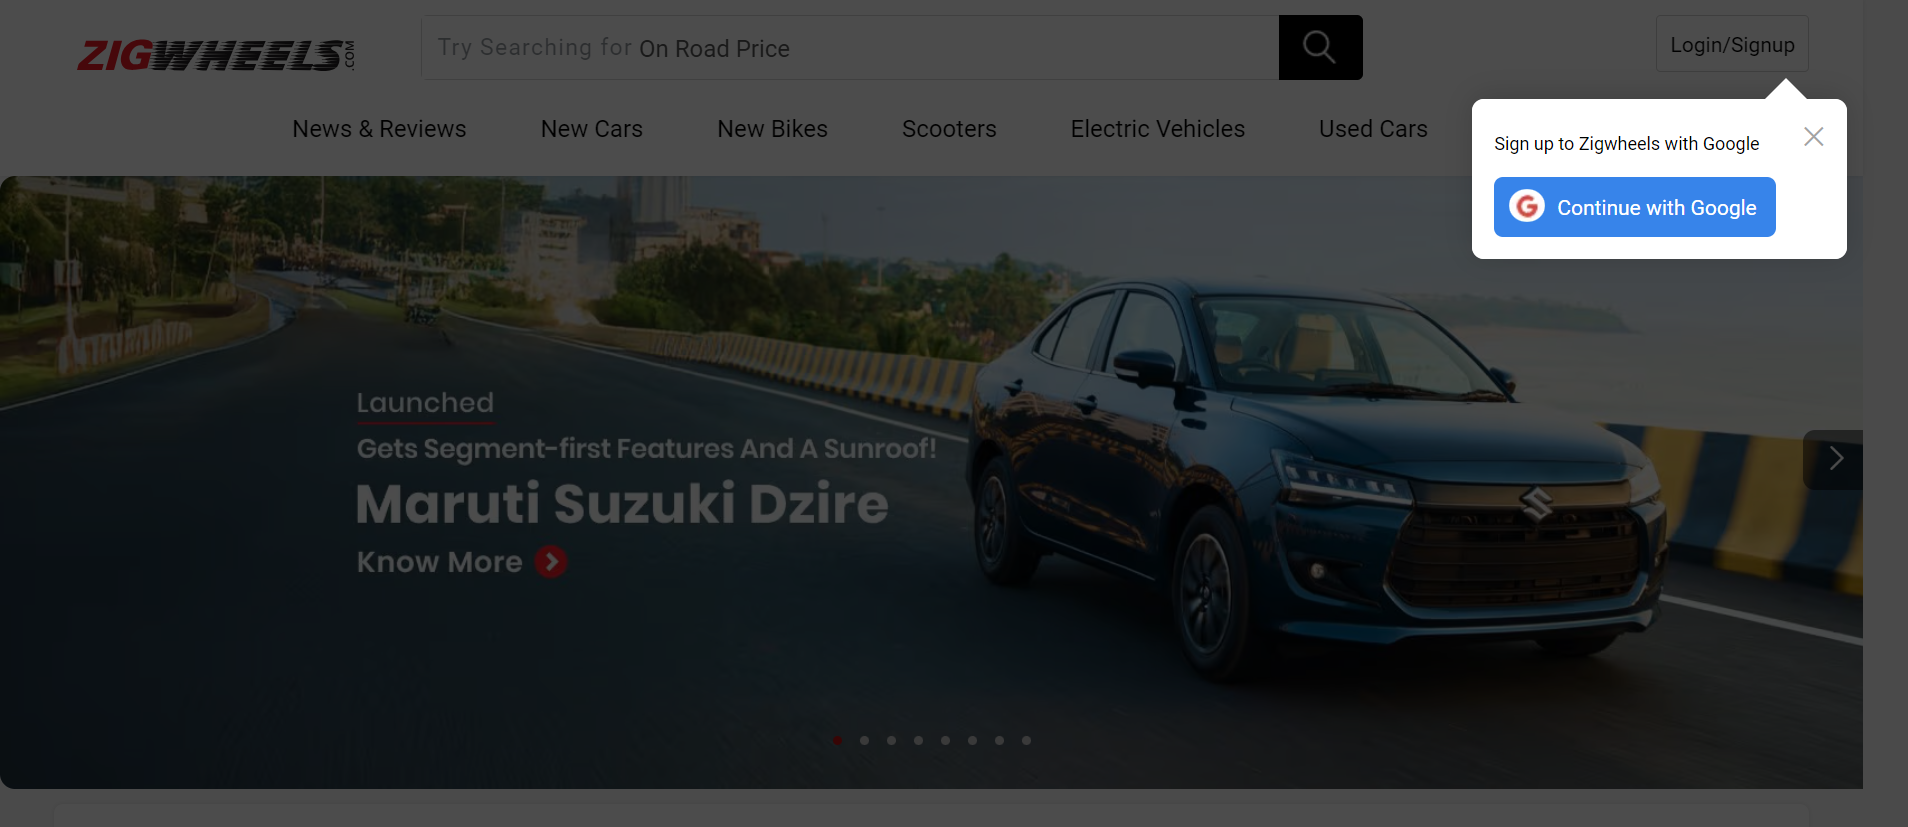 ZIGWHEELS.COM
Try Searching for On Road Price
Login/Signup
News & Reviews
New Cars
New Bikes
Scooters
Electric Vehicles
Used Cars
Sign up to Zigwheels with Google
G Continue with Google
Launched
Gets Segment-first Features And A Sunroof!
Maruti Suzuki Dzire
Know More